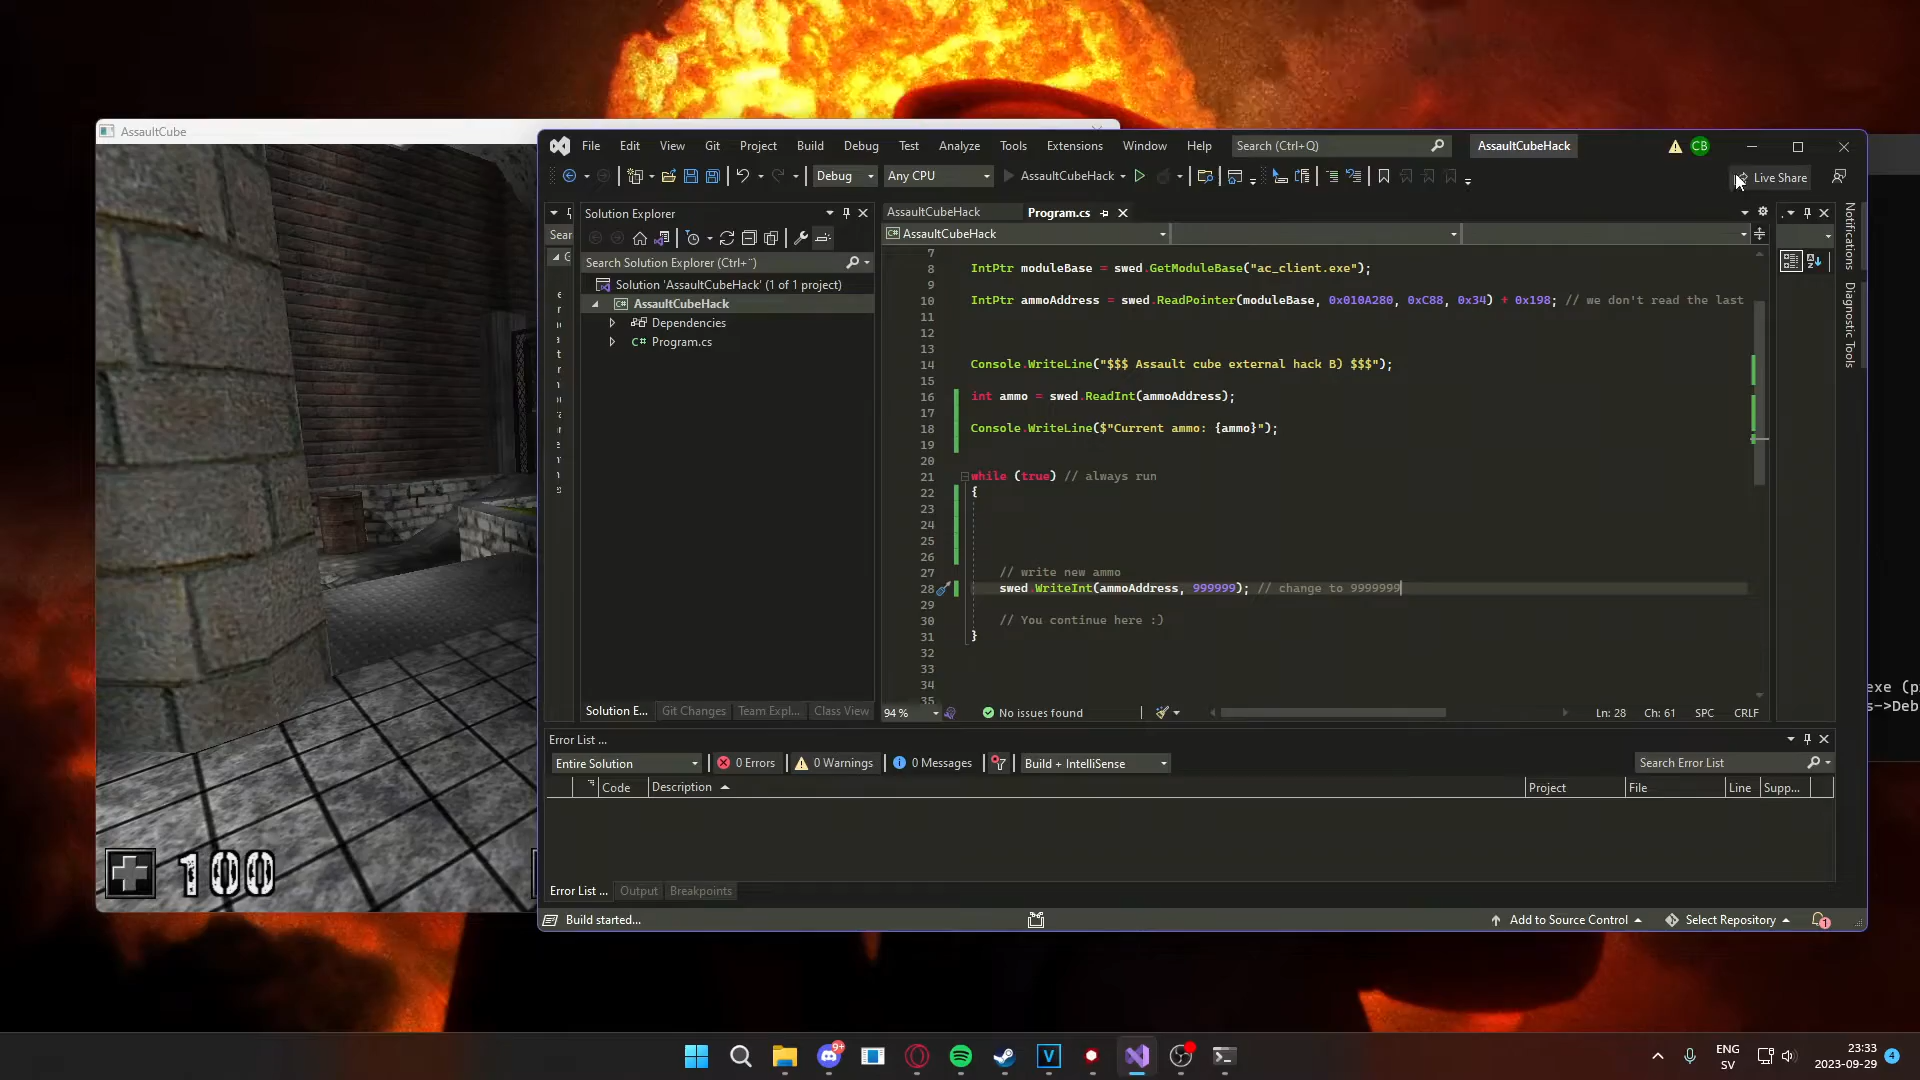 AssaultCube
File Edit View Git Project Build Debug Test Analyze Tools Extensions Window Help Search (Ctrl+Q) AssaultCubeHack CB
Debug Any CPU AssaultCubeHack Live Share
Sear
Solution Explorer
Search Solution Explorer (Ctrl+¨)
Solution 'AssaultCubeHack' (1 of 1 project)
AssaultCubeHack
Dependencies
C# Program.cs
AssaultCubeHack Program.cs
C# AssaultCubeHack
7
8 IntPtr moduleBase = swed.GetModuleBase("ac_client.exe");
9
10 IntPtr ammoAddress = swed.ReadPointer(moduleBase, 0x010A280, 0xC88, 0x34) + 0x198; // we don't read the last
11
12
13
14 Console.WriteLine("$$$ Assault cube external hack B) $$$");
15
16 int ammo = swed.ReadInt(ammoAddress);
17
18 Console.WriteLine($"Current ammo: {ammo}");
19
20
21 while (true) // always run
22 {
23
24
25
26
27 // write new ammo
28 swed.WriteInt(ammoAddress, 999999); // change to 9999999
29
30 // You continue here :)
31 }
32
33
34
35
94 % No issues found Ln: 28 Ch: 61 SPC CRLF
Notifications
Diagnostic Tools
Solution E... Git Changes Team Expl... Class View
Error List ...
Entire Solution 0 Errors 0 Warnings 0 Messages Build + IntelliSense Search Error List
Code Description Project File Line Supp...
Error List ... Output Breakpoints
Build started... Add to Source Control Select Repository 1
100
s->Deb
9+
V
ENG
SV
23:33
2023-09-29
4